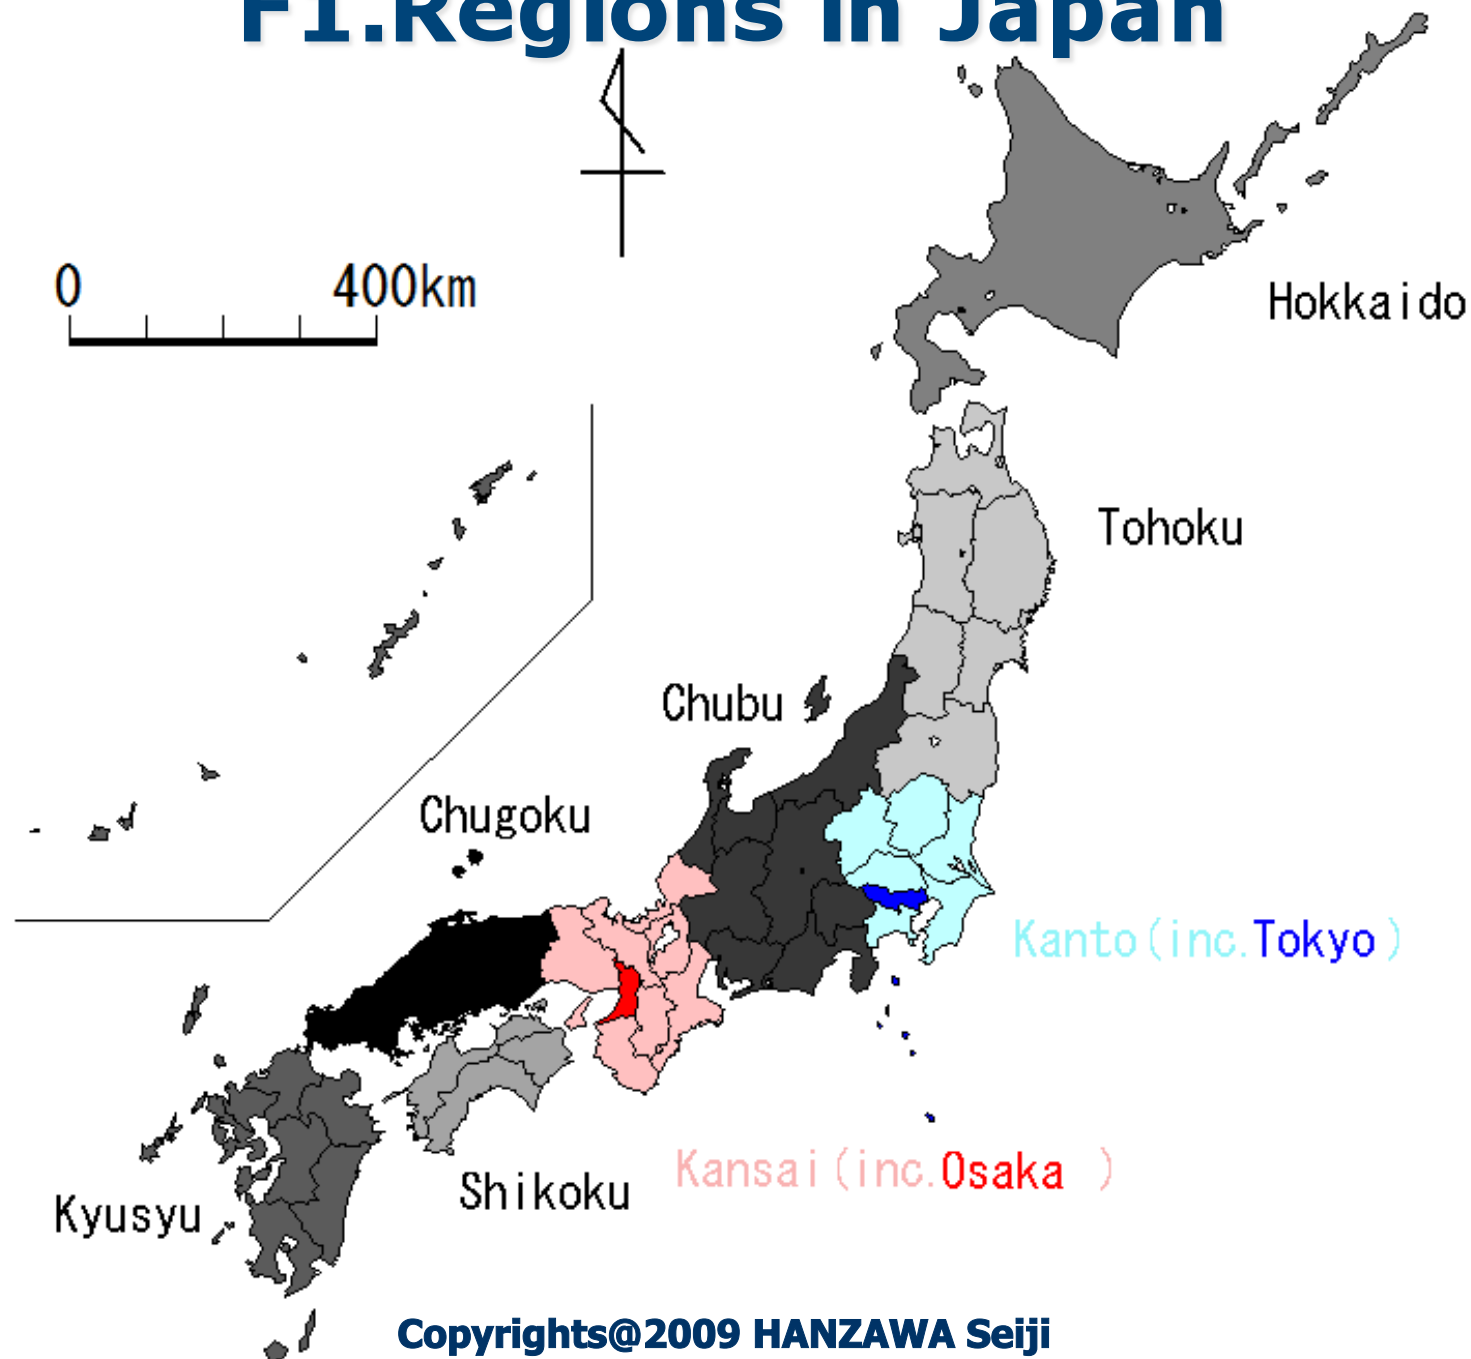 F1.Regions in Japan
0 400km
Hokkaido
Tohoku
Chubu
Chugoku
Kanto(inc.Tokyo)
Kansai(inc.Osaka )
Shikoku
Kyusyu
Copyrights@2009 HANZAWA Seiji